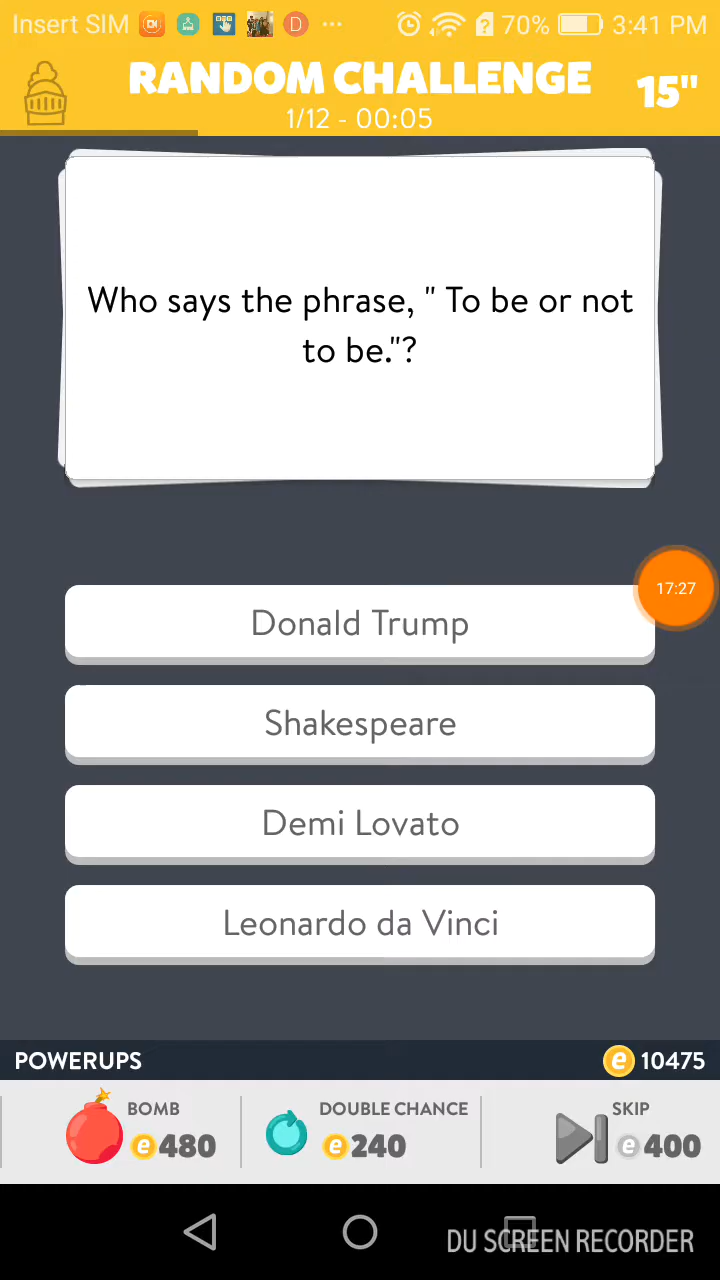 Insert SIM D ... ? 70% 3:41 PM
RANDOM CHALLENGE
15"
1/12 - 00:05
Who says the phrase, " To be or not
to be."?
17:27
Donald Trump
Shakespeare
Demi Lovato
Leonardo da Vinci
POWERUPS e 10475
BOMB
e 480
DOUBLE CHANCE
e 240
SKIP
e 400
DU SCREEN RECORDER